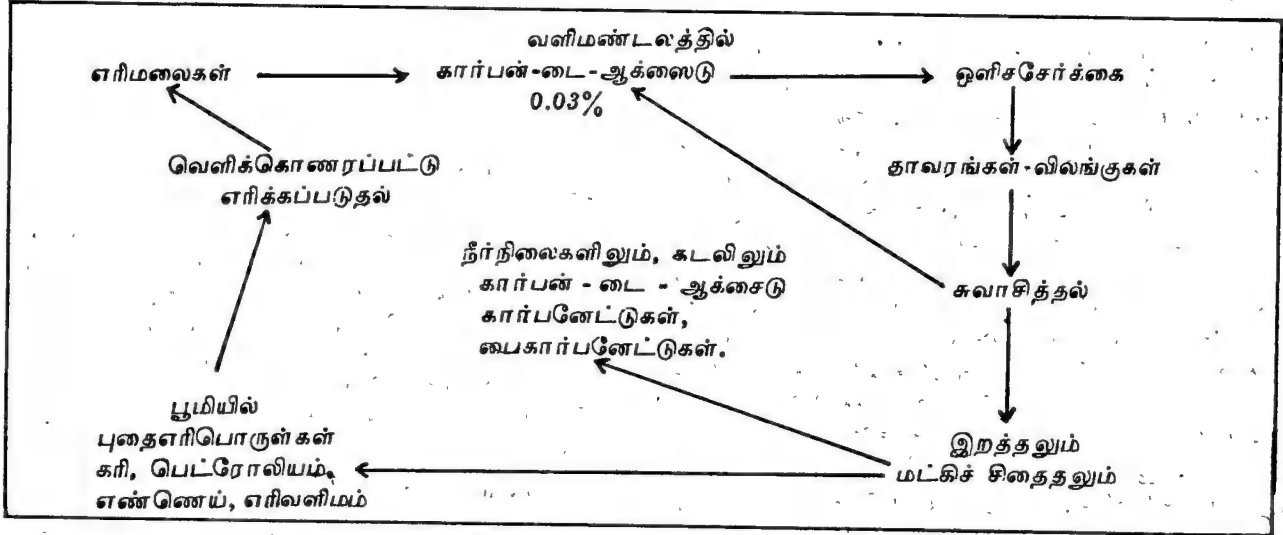 எரிமலைகள்
வளிமண்டலத்தில்
கார்பன்-டை-ஆக்ஸைடு
0.03%
ஒளிச்சேர்க்கை
வெளிக்கொணரப்பட்டு
எரிக்கப்படுதல்
தாவரங்கள்-விலங்குகள்
நீர்நிலைகளிலும், கடலிலும்
கார்பன் - டை - ஆக்சைடு
கார்பனேட்டுகள்,
பைகார்பனேட்டுகள்.
சுவாசித்தல்
பூமியில்
புதைஎரிபொருள்கள்
கரி, பெட்ரோலியம்,
எண்ணெய், எரிவளிமம்
இறத்தலும்
மட்கிச் சிதைதலும்